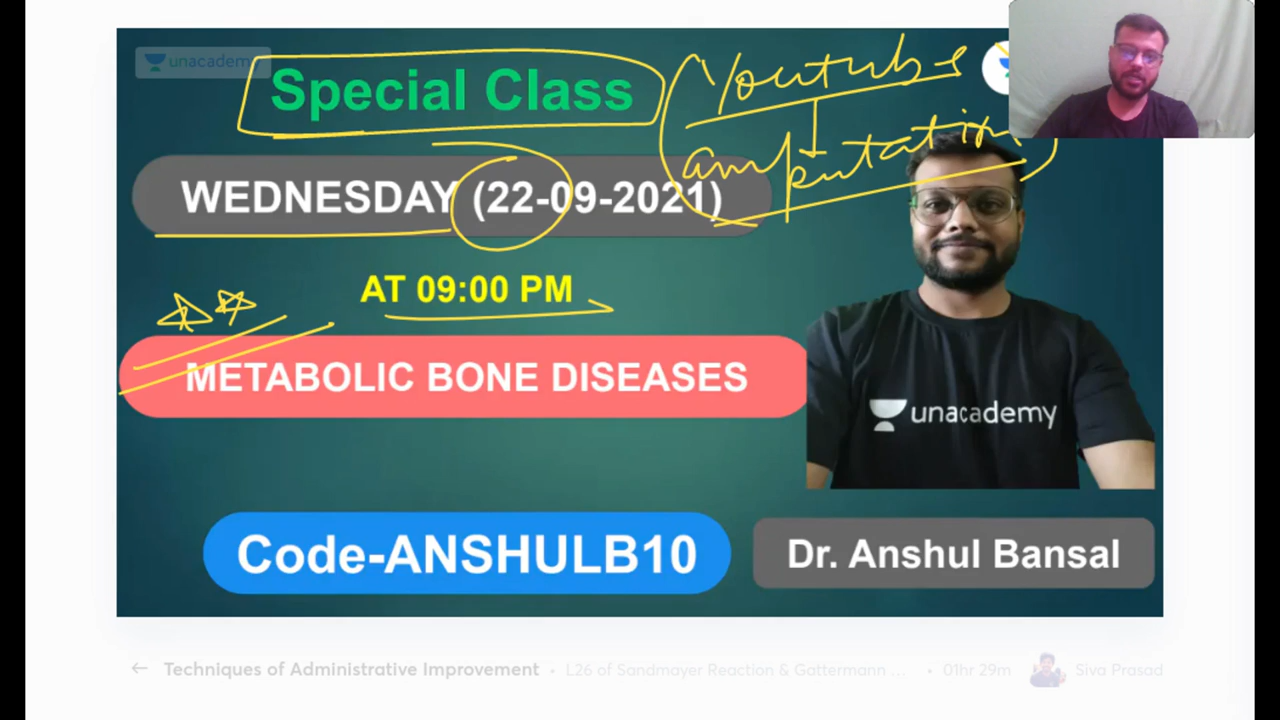 unacademy
Special Class
Youtube
amputation
WEDNESDAY (22-09-2021)
AT 09:00 PM
METABOLIC BONE DISEASES
unacademy
Code-ANSHULB10
Dr. Anshul Bansal
Techniques of Administrative Improvement • L26 of Sandmayer Reaction & Gattermann ... • 01hr 29m Siva Prasad